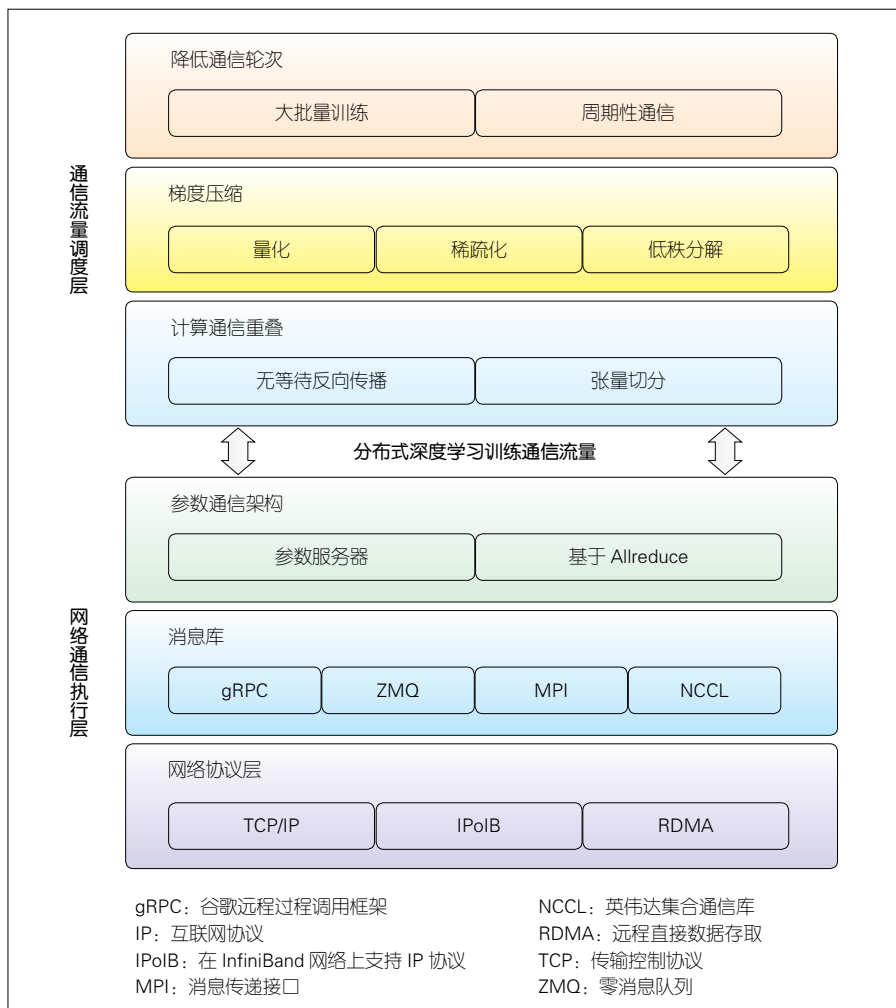 降低通信轮次
大批量训练
周期性通信
通信流量调度层
梯度压缩
量化
稀疏化
低秩分解
计算通信重叠
无等待反向传播
张量切分
分布式深度学习训练通信流量
参数通信架构
参数服务器
基于 Allreduce
网络通信执行层
消息库
gRPC
ZMQ
MPI
NCCL
网络协议层
TCP/IP
IPoIB
RDMA
gRPC：谷歌远程过程调用框架
IP：互联网协议
IPoIB：在 InfiniBand 网络上支持 IP 协议
MPI：消息传递接口
NCCL：英伟达集合通信库
RDMA：远程直接数据存取
TCP：传输控制协议
ZMQ：零消息队列